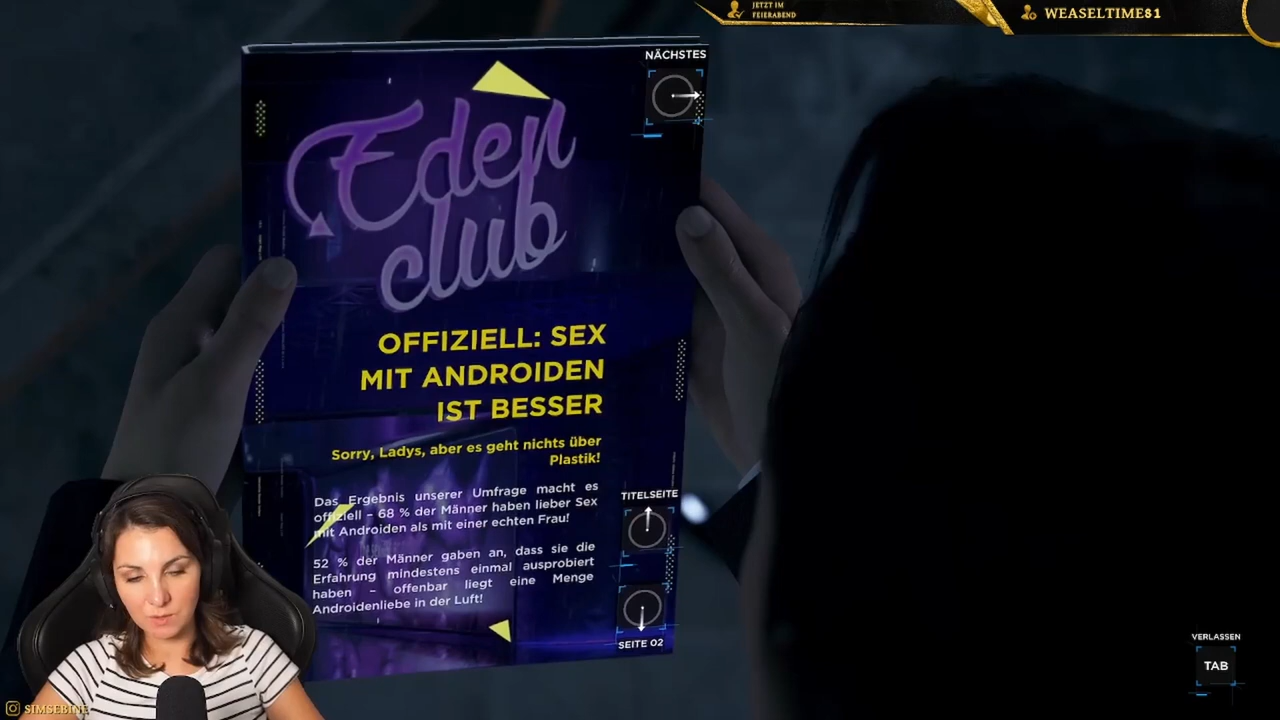 JETZT IM
FEIERABEND
WEASELTIME81
NÄCHSTES
Eden
club
OFFIZIELL: SEX
MIT ANDROIDEN
IST BESSER
Sorry, Ladys, aber es geht nichts über
Plastik!
Das Ergebnis unserer Umfrage macht es
offiziell – 68 % der Männer haben lieber Sex
mit Androiden als mit einer echten Frau!
52 % der Männer gaben an, dass sie die
Erfahrung mindestens einmal ausprobiert
haben – offenbar liegt eine Menge
Androidenliebe in der Luft!
TITELSEITE
SEITE 02
VERLASSEN
TAB